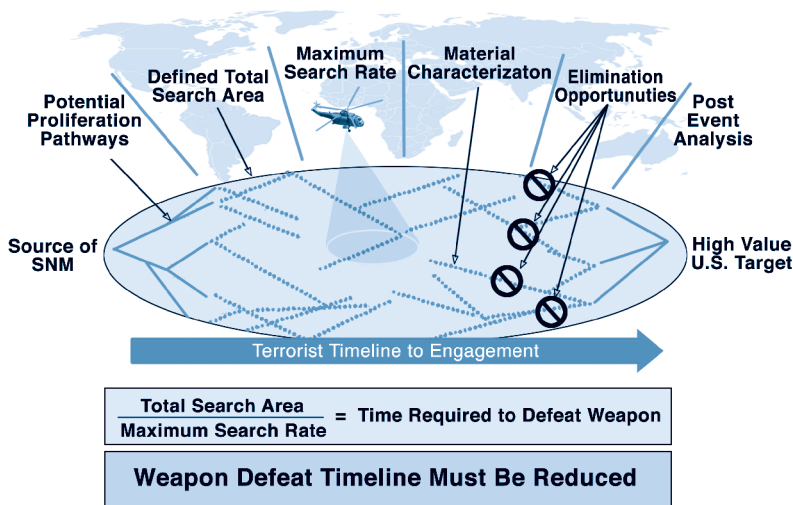 Maximum
Search Rate
Material
Characterizaton
Defined Total
Search Area
Elimination
Opportunuties
Potential
Proliferation
Pathways
Post
Event
Analysis
Source of
SNM
High Value
U.S. Target
Terrorist Timeline to Engagement
Total Search Area
Maximum Search Rate
= Time Required to Defeat Weapon
Weapon Defeat Timeline Must Be Reduced